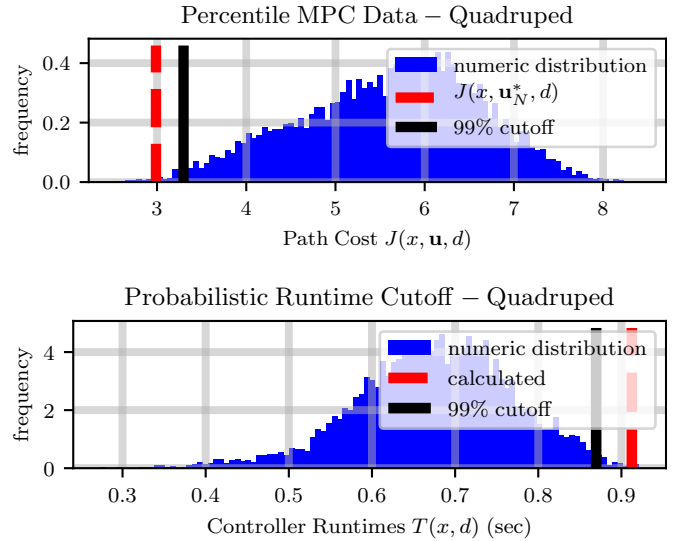 Percentile MPC Data − Quadruped
frequency
0.4
0.2
0.0
numeric distribution
J(x, u*_N, d)
99% cutoff
3 4 5 6 7 8
Path Cost J(x, u, d)
Probabilistic Runtime Cutoff − Quadruped
frequency
4
2
0
numeric distribution
calculated
99% cutoff
0.3 0.4 0.5 0.6 0.7 0.8 0.9
Controller Runtimes T(x, d) (sec)